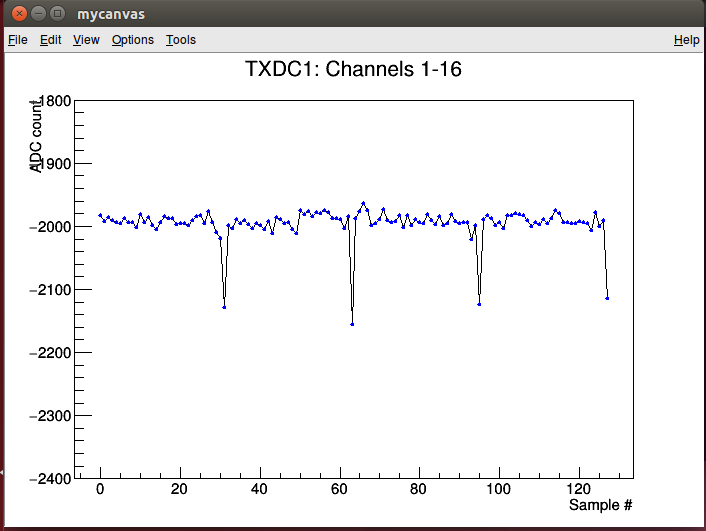 mycanvas
File Edit View Options Tools Help
TXDC1: Channels 1-16
ADC count
−1800
−1900
−2000
−2100
−2200
−2300
−2400
0 20 40 60 80 100 120
Sample #